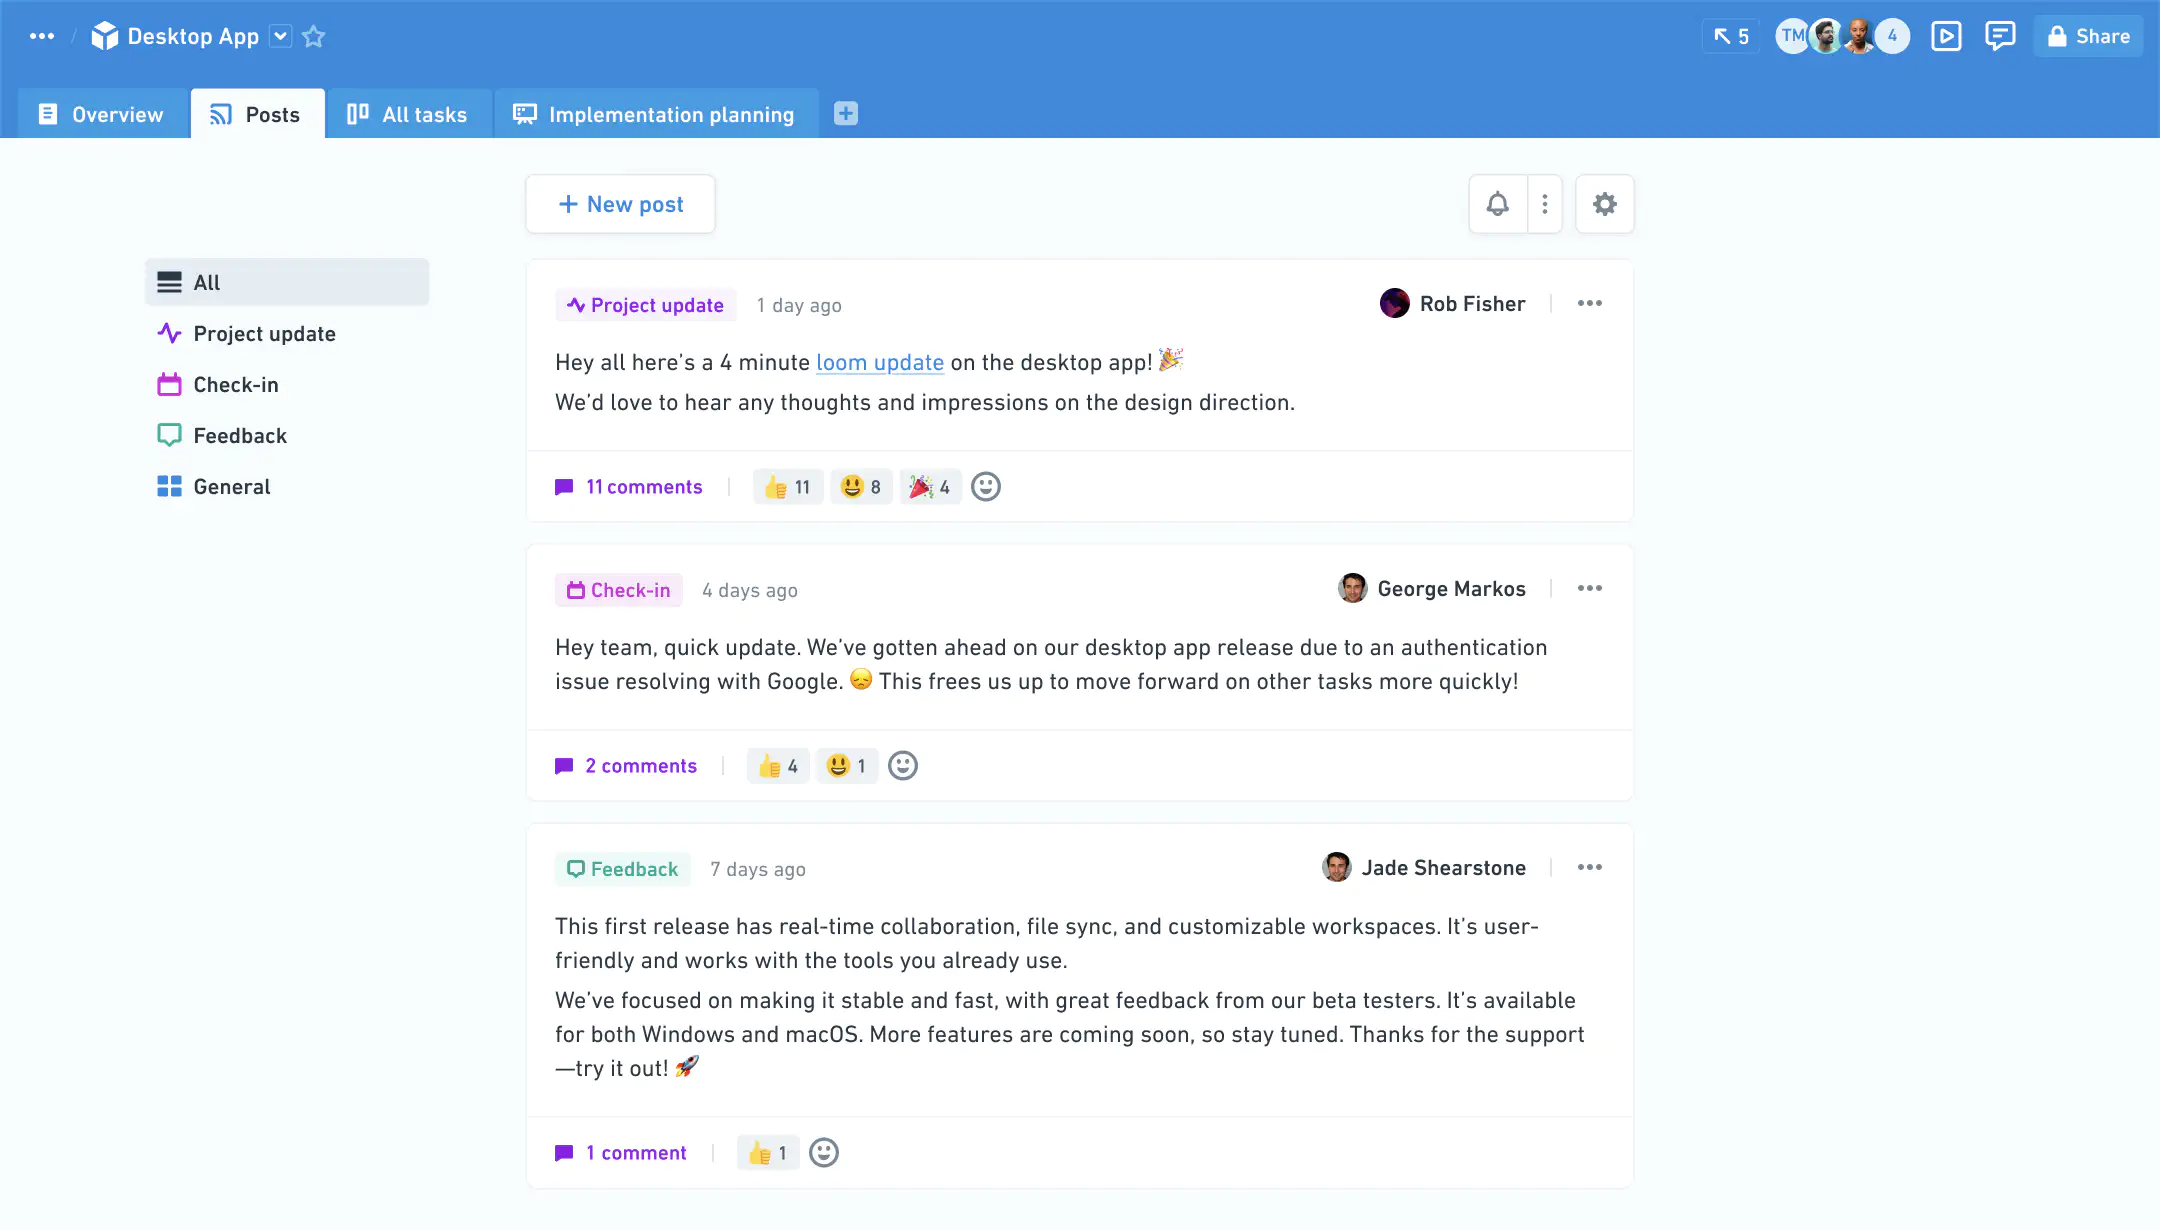 ••• / Desktop App
5 TM 4 Share
Overview Posts All tasks Implementation planning
+ New post
All
Project update
Check-in
Feedback
General
Project update 1 day ago Rob Fisher
Hey all here’s a 4 minute loom update on the desktop app! 🎉
We’d love to hear any thoughts and impressions on the design direction.
11 comments 👍 11 😃 8 🎉 4
Check-in 4 days ago George Markos
Hey team, quick update. We’ve gotten ahead on our desktop app release due to an authentication
issue resolving with Google. 😞 This frees us up to move forward on other tasks more quickly!
2 comments 👍 4 😃 1
Feedback 7 days ago Jade Shearstone
This first release has real-time collaboration, file sync, and customizable workspaces. It’s user-
friendly and works with the tools you already use.
We’ve focused on making it stable and fast, with great feedback from our beta testers. It’s available
for both Windows and macOS. More features are coming soon, so stay tuned. Thanks for the support
—try it out! 🚀
1 comment 👍 1